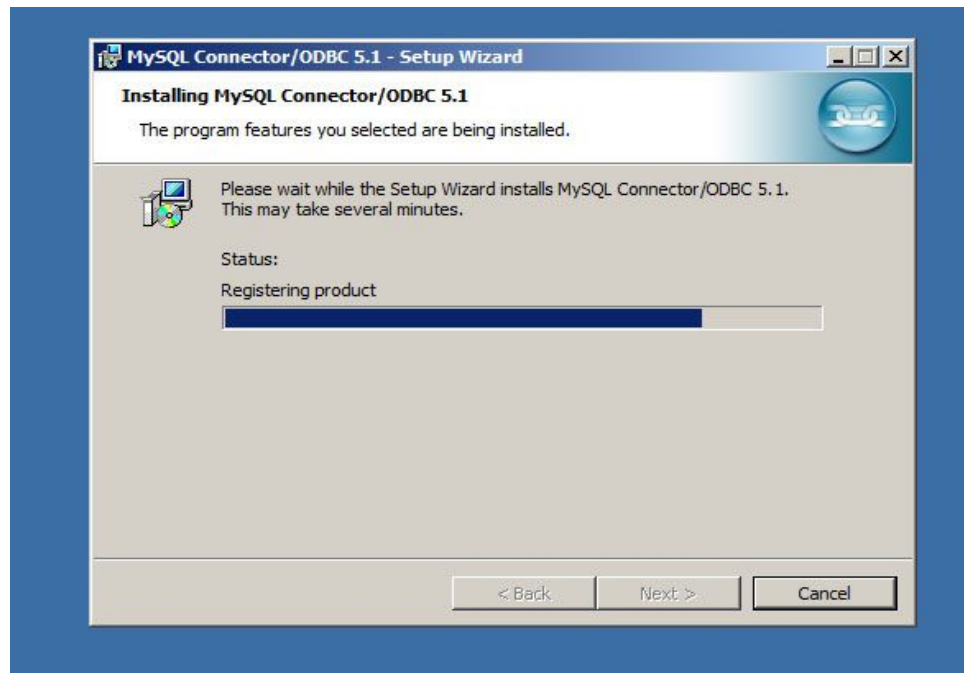 MySQL Connector/ODBC 5.1 - Setup Wizard
Installing MySQL Connector/ODBC 5.1
The program features you selected are being installed.
Please wait while the Setup Wizard installs MySQL Connector/ODBC 5.1.
This may take several minutes.
Status:
Registering product
< Back Next > Cancel